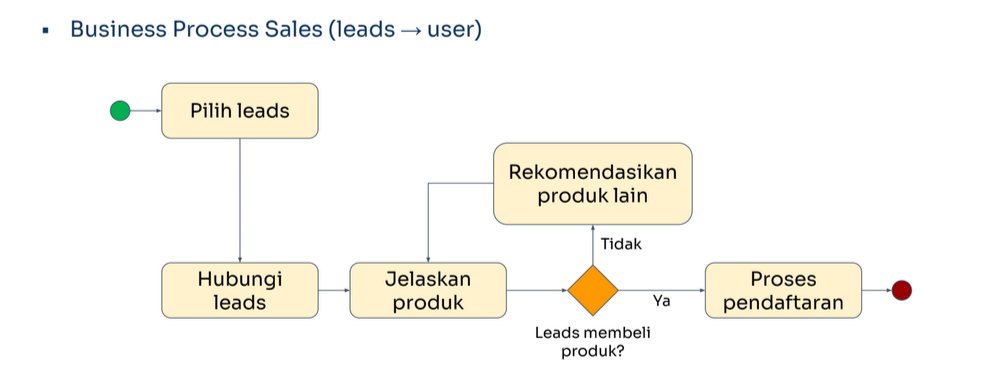 ▪ Business Process Sales (leads → user)
Pilih leads
Rekomendasikan
produk lain
Tidak
Hubungi
leads
Jelaskan
produk
Ya
Proses
pendaftaran
Leads membeli
produk?